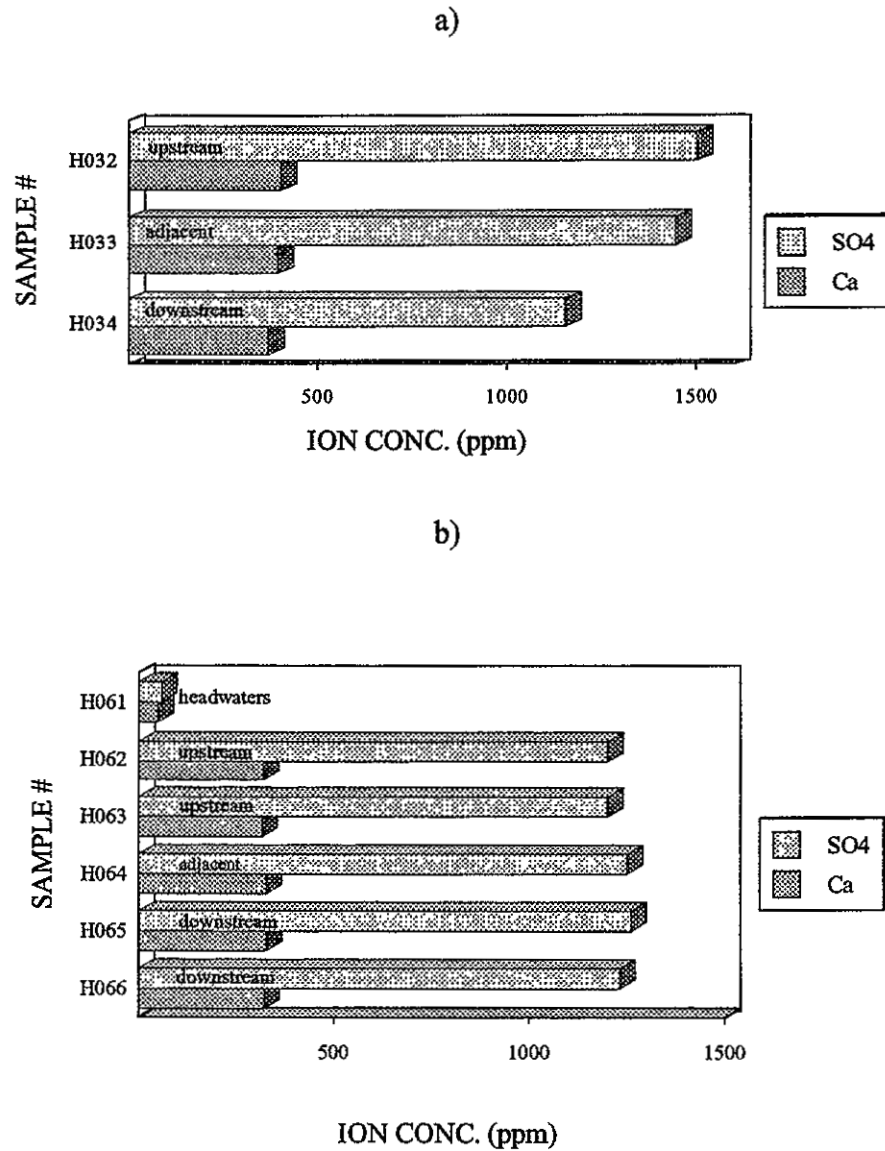 a)
SAMPLE #
H032
upstream
H033
adjacent
H034
downstream
SO4
Ca
500
1000
1500
ION CONC. (ppm)
b)
SAMPLE #
H061
headwaters
H062
upstream
H063
upstream
H064
adjacent
H065
downstream
H066
downstream
SO4
Ca
500
1000
1500
ION CONC. (ppm)